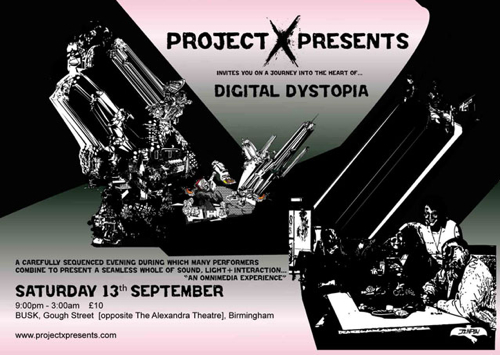 PROJECT X PRESENTS
INVITES YOU ON A JOURNEY INTO THE HEART OF...
DIGITAL DYSTOPIA
A CAREFULLY SEQUENCED EVENING DURING WHICH MANY PERFORMERS
COMBINE TO PRESENT A SEAMLESS WHOLE OF SOUND, LIGHT + INTERACTION...
"AN OMNIMEDIA EXPERIENCE"
SATURDAY 13th SEPTEMBER
9:00pm - 3:00am £10
BUSK, Gough Street [opposite The Alexandra Theatre], Birmingham
www.projectxpresents.com